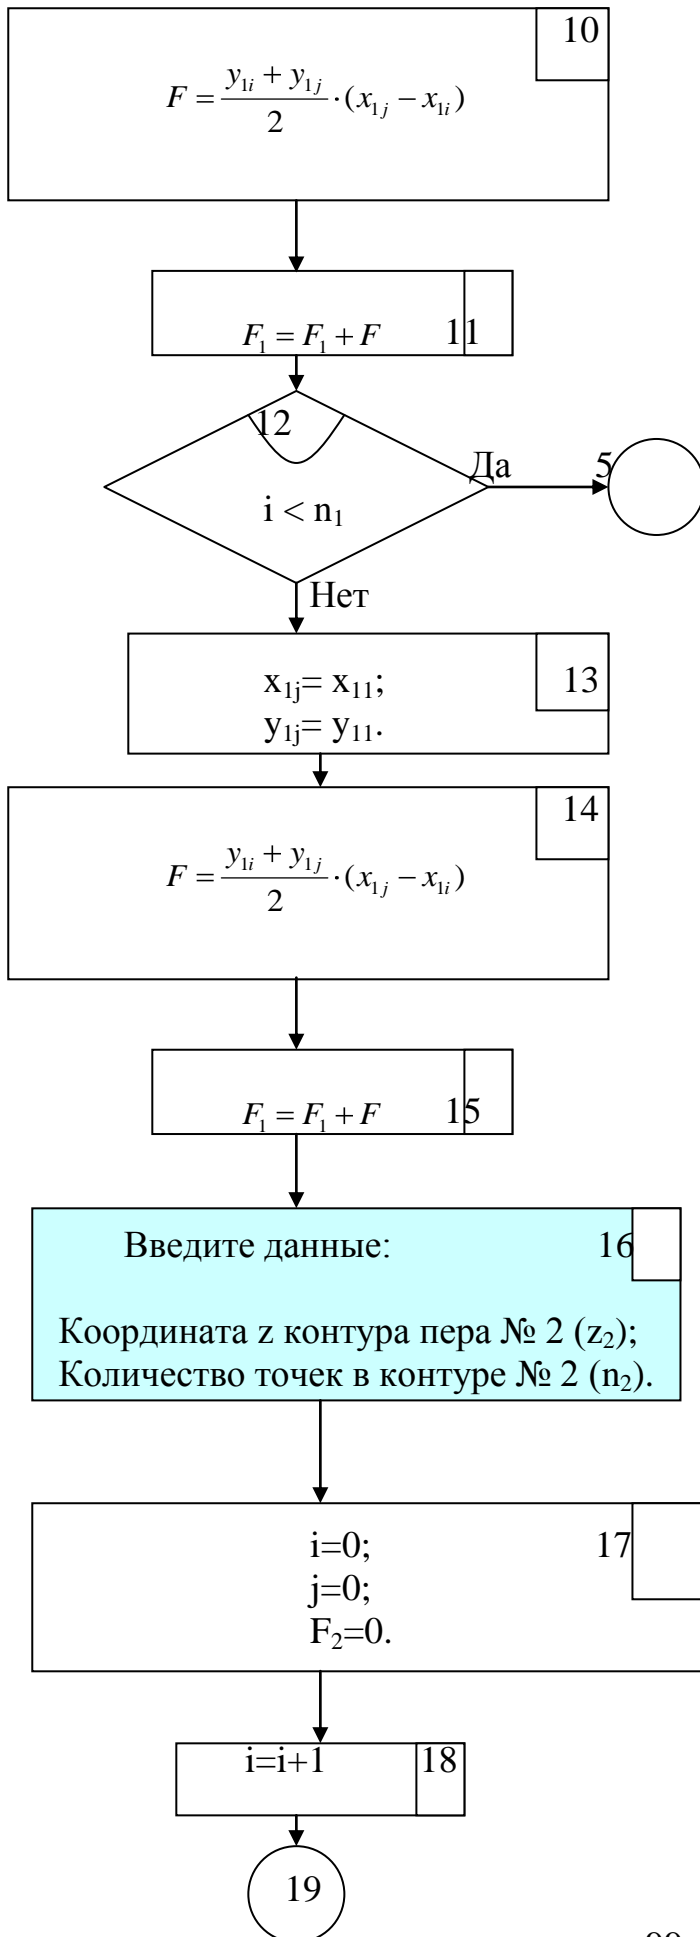 10
F = (y₁ᵢ + y₁ⱼ)/2 · (x₁ⱼ − x₁ᵢ)
F₁ = F₁ + F 11
12
Да 5
i < n₁
Нет
x₁ⱼ= x₁₁; 13
y₁ⱼ= y₁₁.
14
F = (y₁ᵢ + y₁ⱼ)/2 · (x₁ⱼ − x₁ᵢ)
F₁ = F₁ + F 15
Введите данные: 16
Координата z контура пера № 2 (z₂);
Количество точек в контуре № 2 (n₂).
i=0; 17
j=0;
F₂=0.
i=i+1 18
19